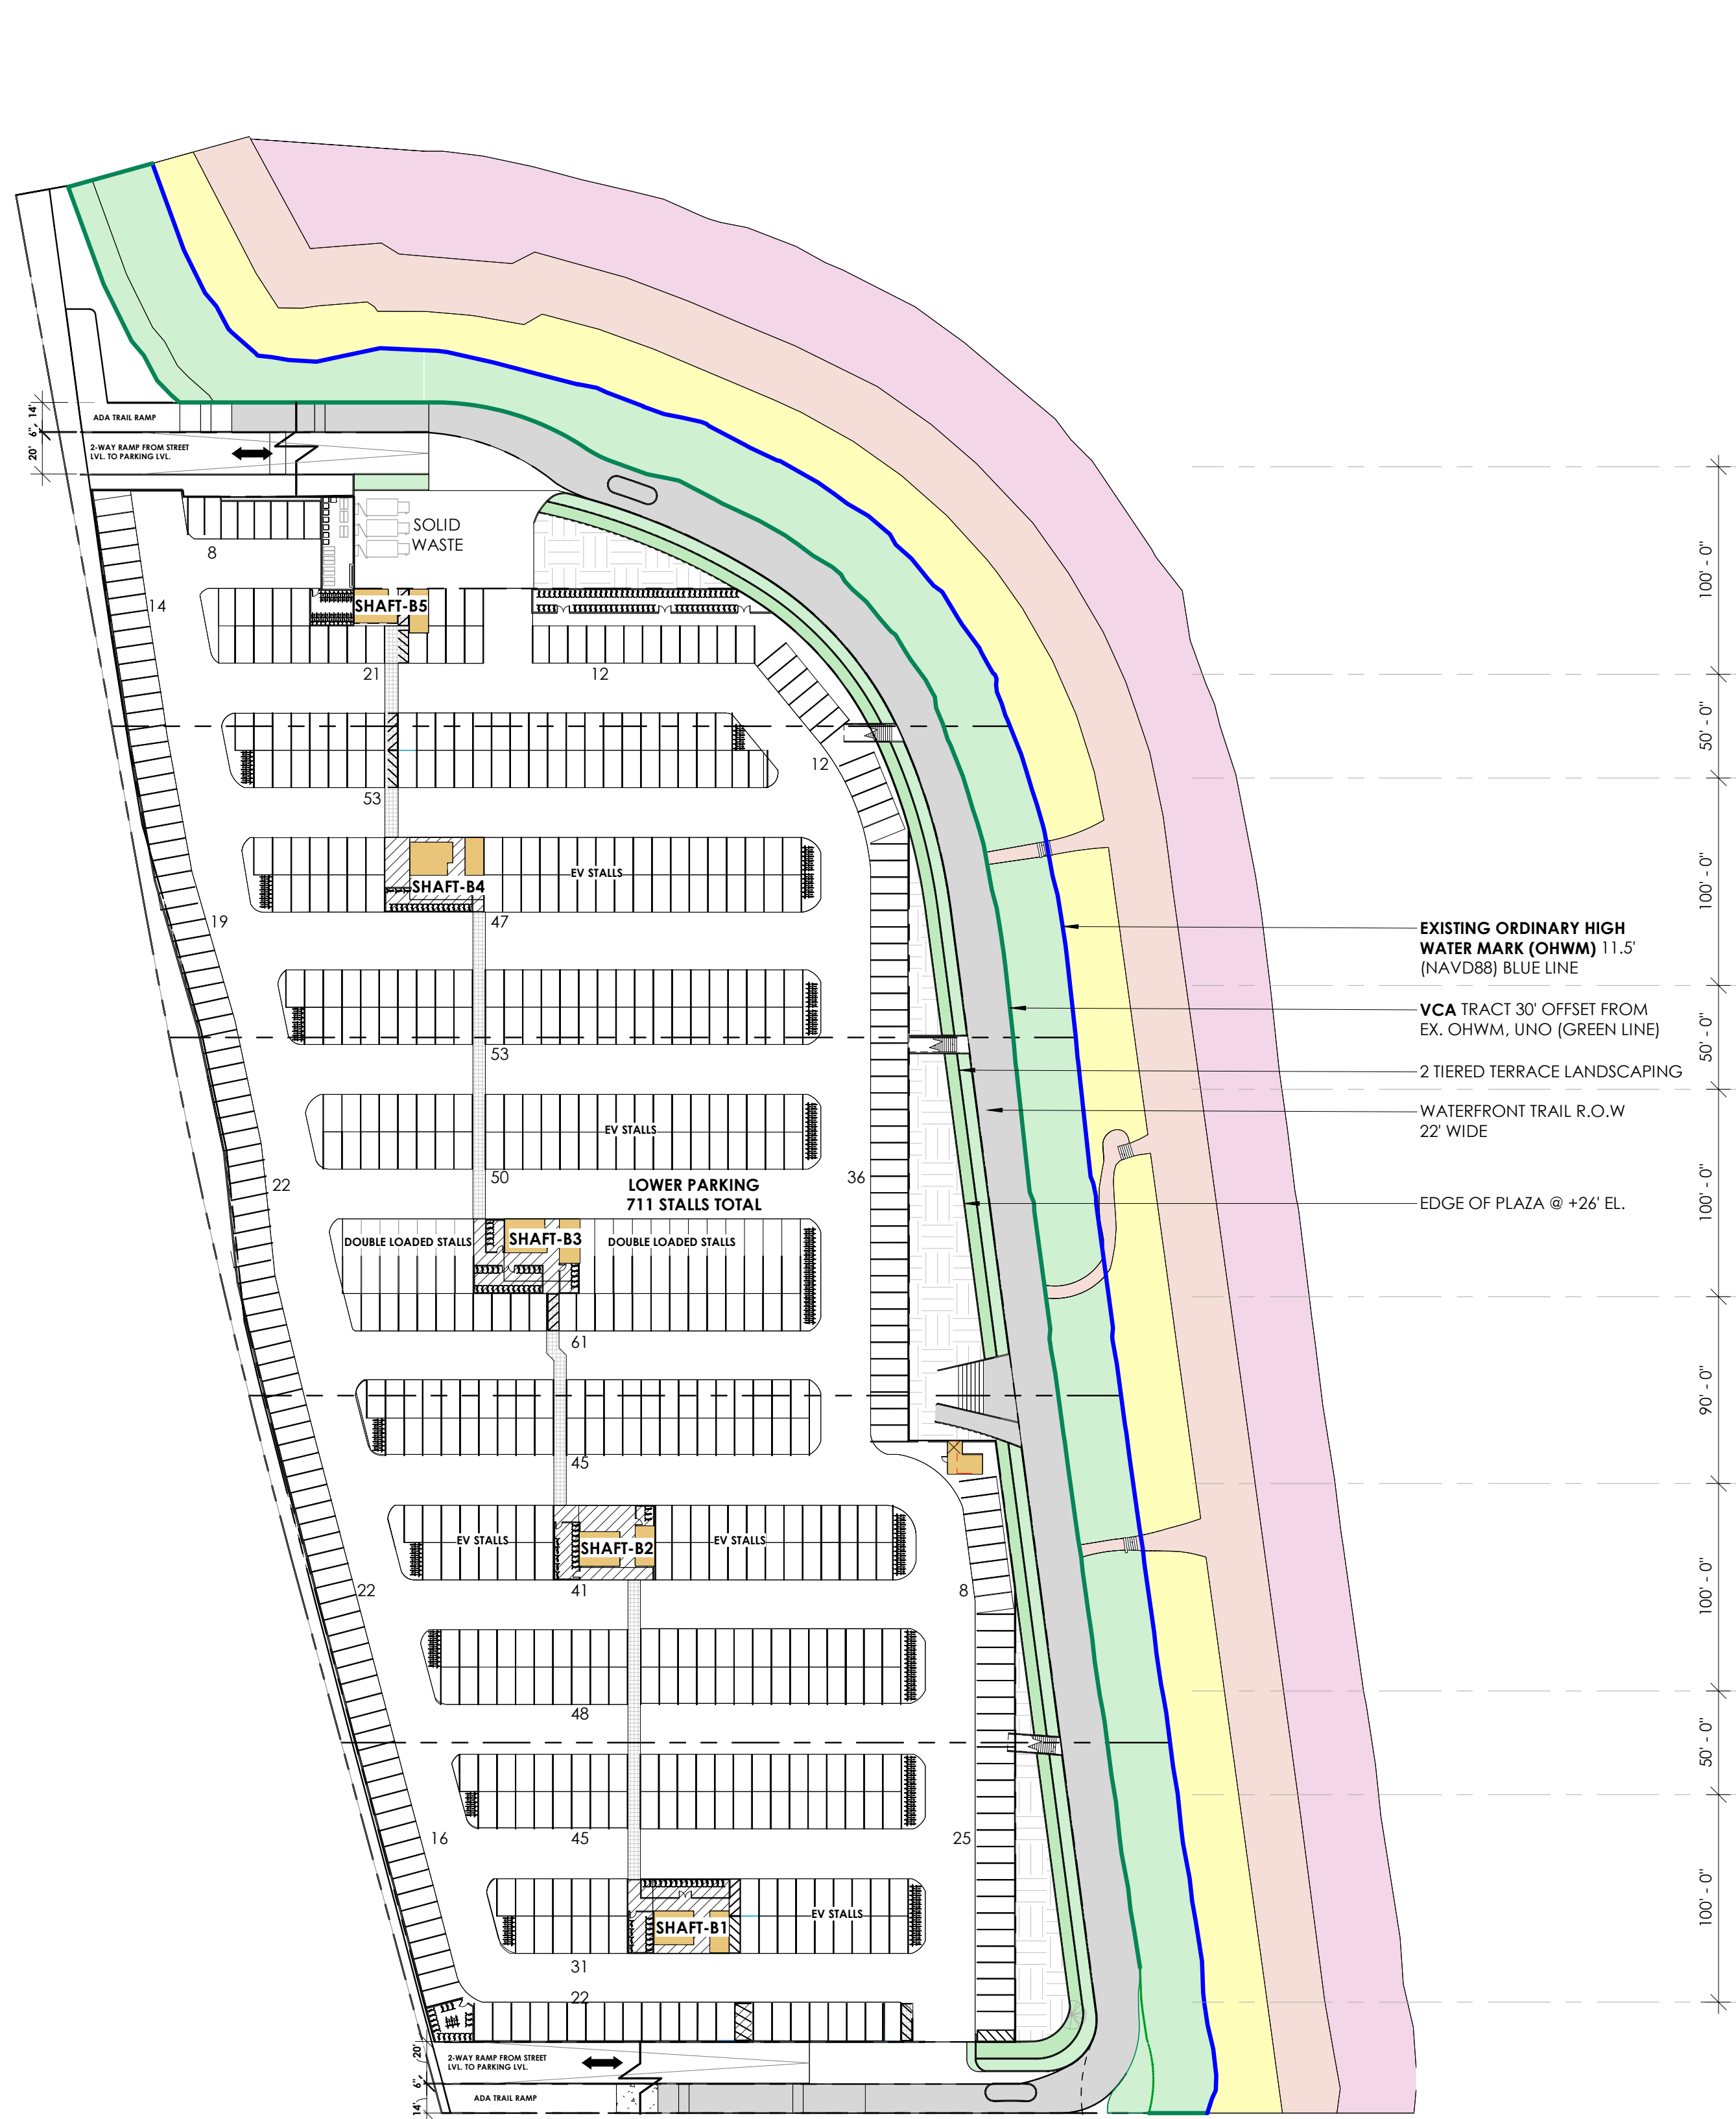 14'
6"
20'
ADA TRAIL RAMP
2-WAY RAMP FROM STREET
LVL. TO PARKING LVL.
SOLID
WASTE
8
14
SHAFT-B5
21
12
100' - 0"
50' - 0"
12
53
EV STALLS
SHAFT-B4
47
19
100' - 0"
EXISTING ORDINARY HIGH
WATER MARK (OHWM) 11.5'
(NAVD88) BLUE LINE
VCA TRACT 30' OFFSET FROM
EX. OHWM, UNO (GREEN LINE)
50' - 0"
53
2 TIERED TERRACE LANDSCAPING
WATERFRONT TRAIL R.O.W
22' WIDE
EV STALLS
50
22
LOWER PARKING
711 STALLS TOTAL
36
EDGE OF PLAZA @ +26' EL.
100' - 0"
DOUBLE LOADED STALLS
SHAFT-B3
DOUBLE LOADED STALLS
61
90' - 0"
45
EV STALLS
SHAFT-B2
EV STALLS
22
41
8
100' - 0"
48
50' - 0"
16
45
25
EV STALLS
SHAFT-B1
100' - 0"
31
22
20'
6"
14'
2-WAY RAMP FROM STREET
LVL. TO PARKING LVL.
ADA TRAIL RAMP